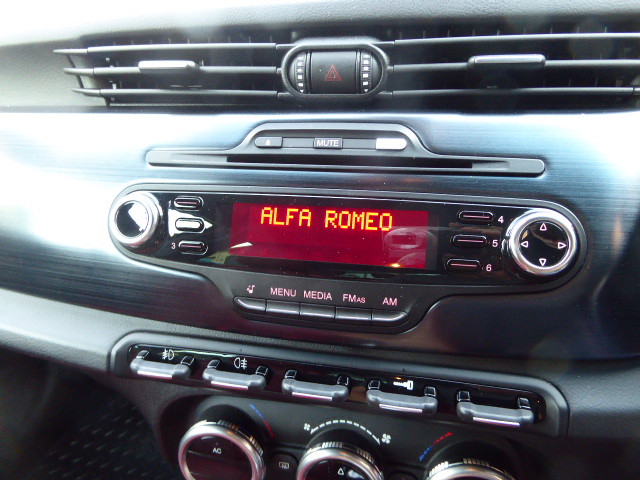 MUTE
ALFA ROMEO
4
5
3
6
MENU MEDIA FMAS AM
AC